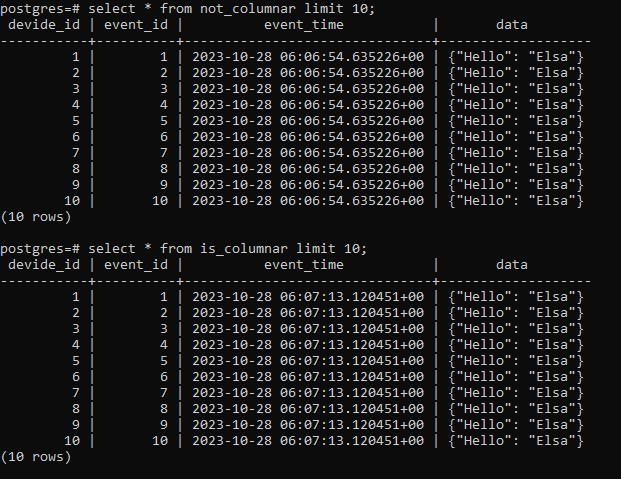 postgres=# select * from not_columnar limit 10;
 devide_id | event_id |          event_time           |       data
-----------+----------+-------------------------------+-------------------
         1 |        1 | 2023-10-28 06:06:54.635226+00 | {"Hello": "Elsa"}
         2 |        2 | 2023-10-28 06:06:54.635226+00 | {"Hello": "Elsa"}
         3 |        3 | 2023-10-28 06:06:54.635226+00 | {"Hello": "Elsa"}
         4 |        4 | 2023-10-28 06:06:54.635226+00 | {"Hello": "Elsa"}
         5 |        5 | 2023-10-28 06:06:54.635226+00 | {"Hello": "Elsa"}
         6 |        6 | 2023-10-28 06:06:54.635226+00 | {"Hello": "Elsa"}
         7 |        7 | 2023-10-28 06:06:54.635226+00 | {"Hello": "Elsa"}
         8 |        8 | 2023-10-28 06:06:54.635226+00 | {"Hello": "Elsa"}
         9 |        9 | 2023-10-28 06:06:54.635226+00 | {"Hello": "Elsa"}
        10 |       10 | 2023-10-28 06:06:54.635226+00 | {"Hello": "Elsa"}
(10 rows)

postgres=# select * from is_columnar limit 10;
 devide_id | event_id |          event_time           |       data
-----------+----------+-------------------------------+-------------------
         1 |        1 | 2023-10-28 06:07:13.120451+00 | {"Hello": "Elsa"}
         2 |        2 | 2023-10-28 06:07:13.120451+00 | {"Hello": "Elsa"}
         3 |        3 | 2023-10-28 06:07:13.120451+00 | {"Hello": "Elsa"}
         4 |        4 | 2023-10-28 06:07:13.120451+00 | {"Hello": "Elsa"}
         5 |        5 | 2023-10-28 06:07:13.120451+00 | {"Hello": "Elsa"}
         6 |        6 | 2023-10-28 06:07:13.120451+00 | {"Hello": "Elsa"}
         7 |        7 | 2023-10-28 06:07:13.120451+00 | {"Hello": "Elsa"}
         8 |        8 | 2023-10-28 06:07:13.120451+00 | {"Hello": "Elsa"}
         9 |        9 | 2023-10-28 06:07:13.120451+00 | {"Hello": "Elsa"}
        10 |       10 | 2023-10-28 06:07:13.120451+00 | {"Hello": "Elsa"}
(10 rows)